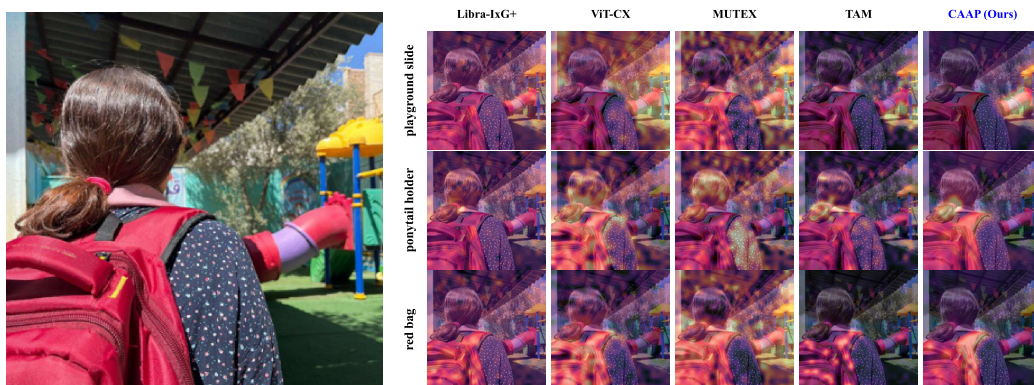 Libra-IxG+ ViT-CX MUTEX TAM CAAP (Ours)
playground slide
ponytail holder
red bag